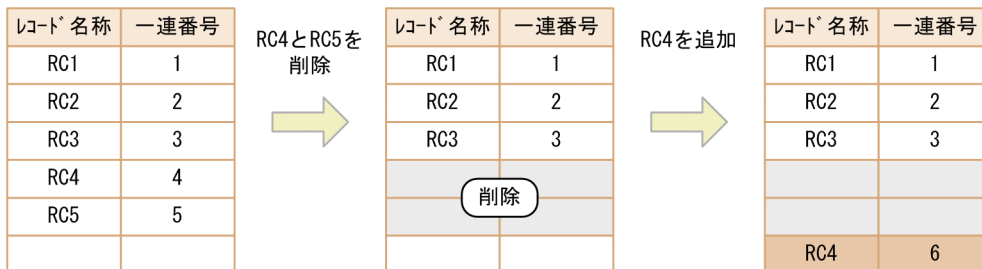 ﾚｺｰﾄﾞ名称 一連番号
RC1 1
RC2 2
RC3 3
RC4 4
RC5 5
RC4とRC5を
削除
ﾚｺｰﾄﾞ名称 一連番号
RC1 1
RC2 2
RC3 3
削除
RC4を追加
ﾚｺｰﾄﾞ名称 一連番号
RC1 1
RC2 2
RC3 3
RC4 6